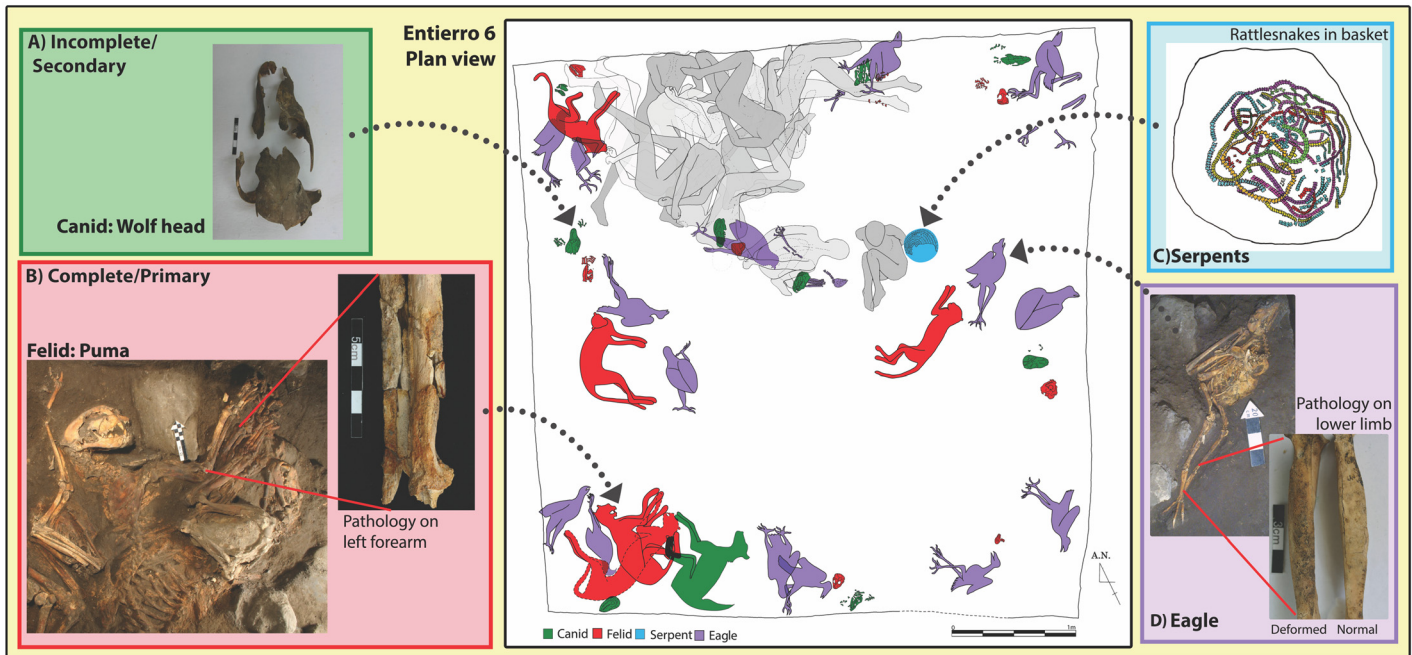 A) Incomplete/
Secondary
Canid: Wolf head
B) Complete/Primary
Felid: Puma
5cm
Pathology on
left forearm
Entierro 6
Plan view
A.N.
0
1m
Canid
Felid
Serpent
Eagle
Rattlesnakes in basket
C)Serpents
Pathology on
lower limb
3cm
Deformed
Normal
D) Eagle